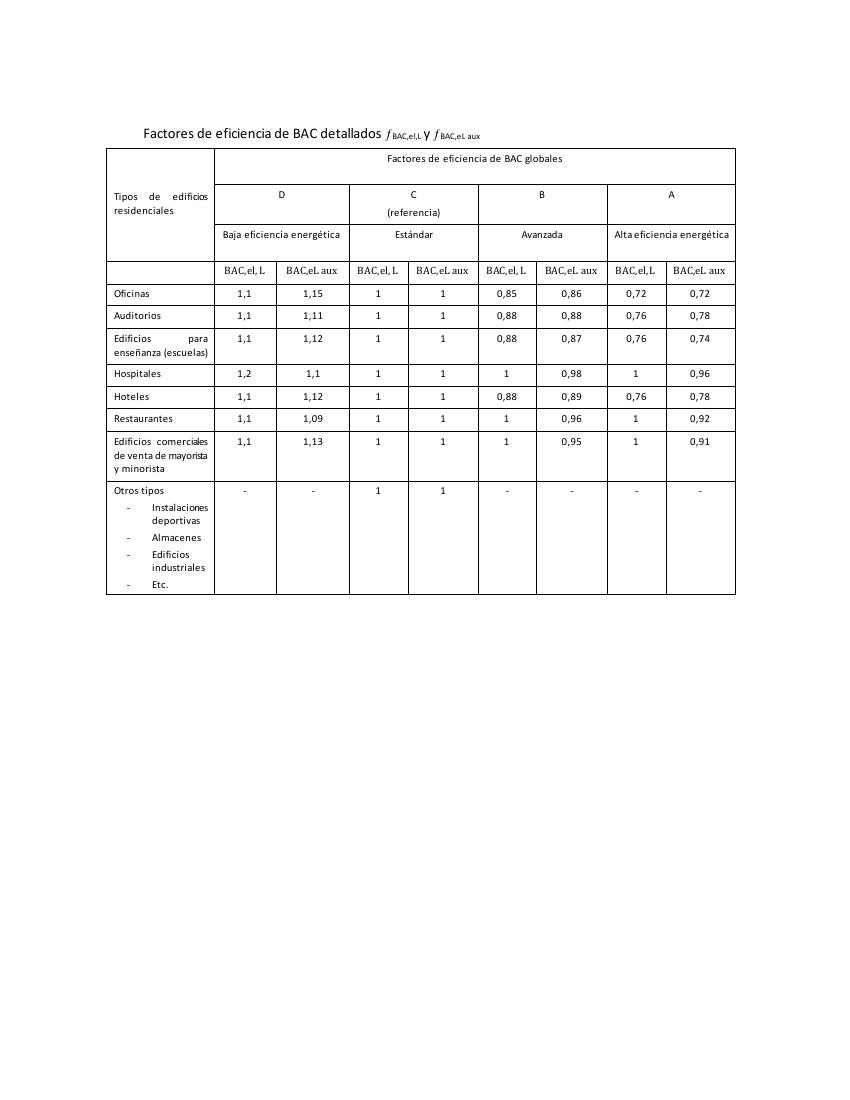 Factores de eficiencia de BAC detallados ƒBAC,el,L y ƒBAC,eL aux
Tipos de edificios residenciales
Factores de eficiencia de BAC globales
D
C
(referencia)
B
A
Baja eficiencia energética
Estándar
Avanzada
Alta eficiencia energética
BAC,el, L BAC,eL aux BAC,el, L BAC,eL aux BAC,el, L BAC,eL aux BAC,el,L BAC,eL aux
Oficinas 1,1 1,15 1 1 0,85 0,86 0,72 0,72
Auditorios 1,1 1,11 1 1 0,88 0,88 0,76 0,78
Edificios para 1,1 1,12 1 1 0,88 0,87 0,76 0,74
enseñanza (escuelas)
Hospitales 1,2 1,1 1 1 1 0,98 1 0,96
Hoteles 1,1 1,12 1 1 0,88 0,89 0,76 0,78
Restaurantes 1,1 1,09 1 1 1 0,96 1 0,92
Edificios comerciales 1,1 1,13 1 1 1 0,95 1 0,91
de venta de mayorista
y minorista
Otros tipos - - 1 1 - - - -
- Instalaciones
deportivas
- Almacenes
- Edificios
industriales
- Etc.